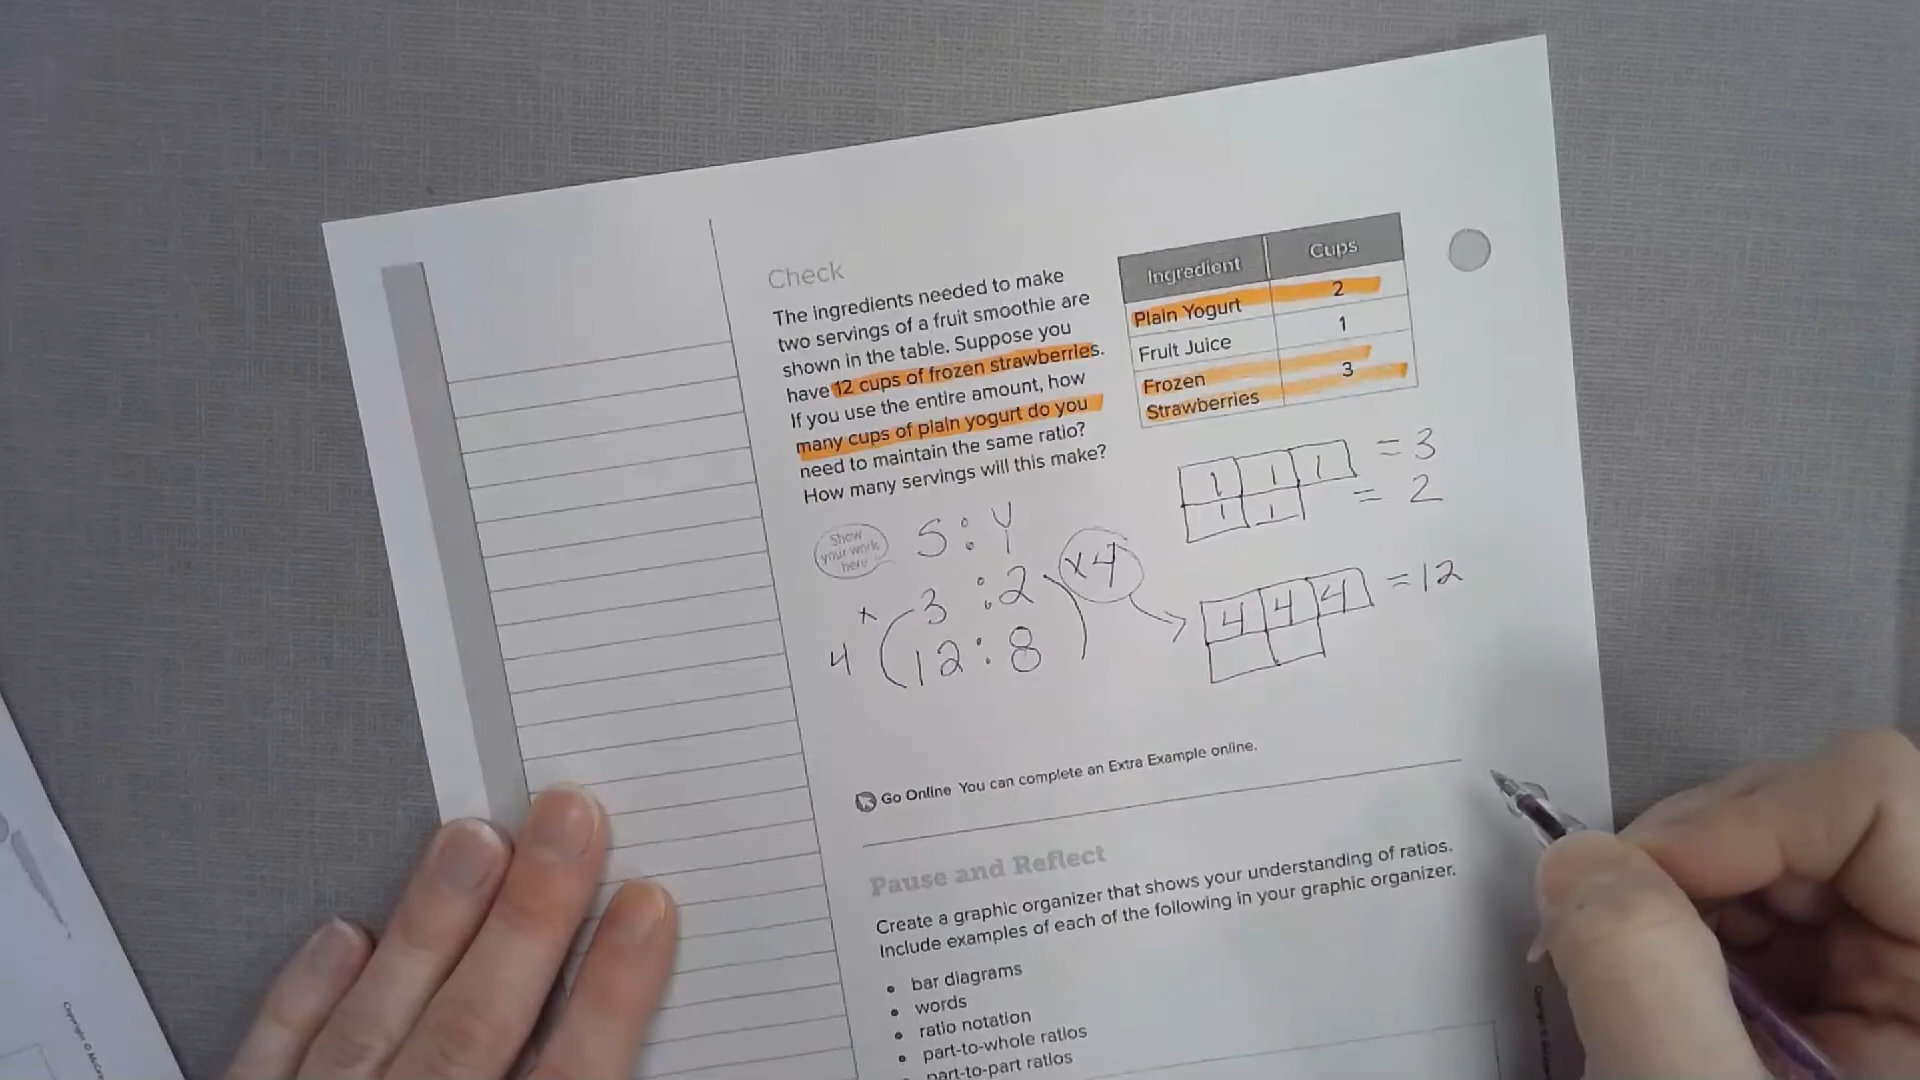 Check
The ingredients needed to make
two servings of a fruit smoothie are
shown in the table. Suppose you
have 12 cups of frozen strawberries.
If you use the entire amount, how
many cups of plain yogurt do you
need to maintain the same ratio?
How many servings will this make?
Ingredient Cups
Plain Yogurt 2
Fruit Juice 1
Frozen
Strawberries 3
1 1 1 = 3
1 1 = 2
Show
your work
here
S : Y
3 : 2 x4
x
4 12 : 8
4 4 4 = 12
Go Online You can complete an Extra Example online.
Pause and Reflect
Create a graphic organizer that shows your understanding of ratios.
Include examples of each of the following in your graphic organizer.
• bar diagrams
• words
• ratio notation
• part-to-whole ratios
• part-to-part ratios
Copyright ©